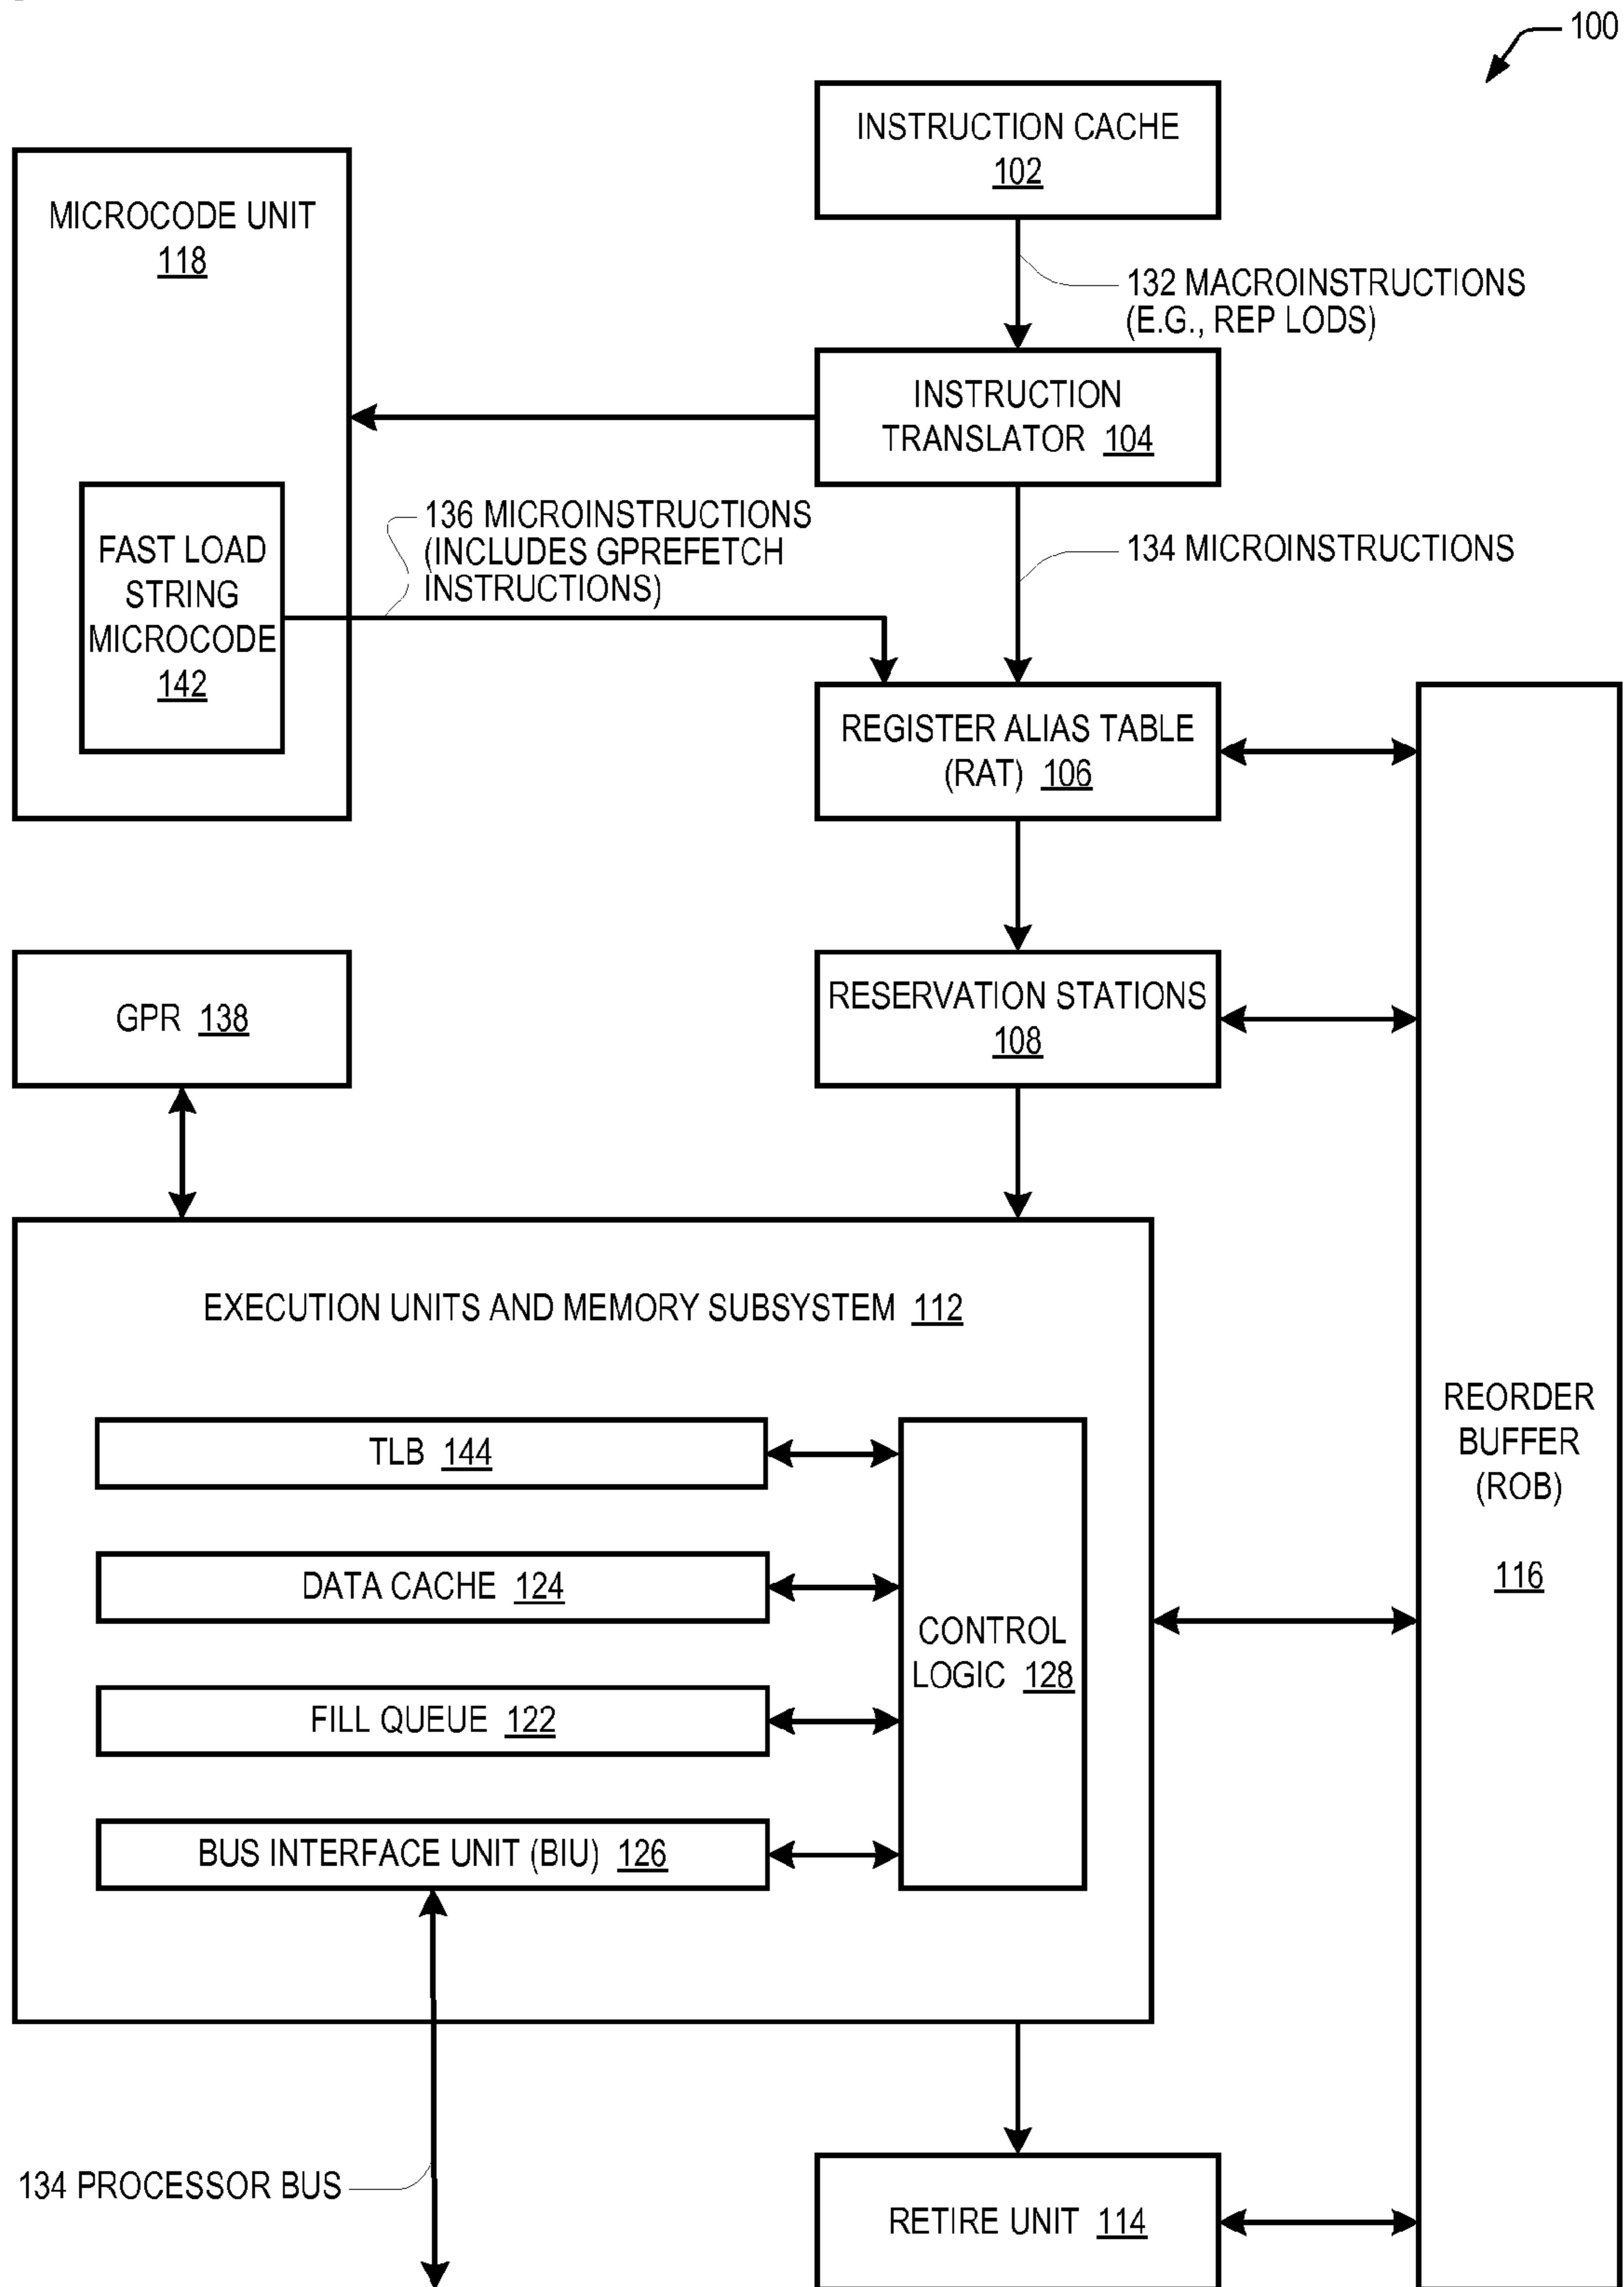 100
INSTRUCTION CACHE
102
MICROCODE UNIT
118
132 MACROINSTRUCTIONS
(E.G., REP LODS)
INSTRUCTION
TRANSLATOR 104
136 MICROINSTRUCTIONS
(INCLUDES GPREFETCH
INSTRUCTIONS)
134 MICROINSTRUCTIONS
FAST LOAD
STRING
MICROCODE
142
REGISTER ALIAS TABLE
(RAT) 106
GPR 138
RESERVATION STATIONS
108
EXECUTION UNITS AND MEMORY SUBSYSTEM 112
TLB 144
DATA CACHE 124
FILL QUEUE 122
BUS INTERFACE UNIT (BIU) 126
CONTROL
LOGIC 128
REORDER
BUFFER
(ROB)
116
134 PROCESSOR BUS
RETIRE UNIT 114